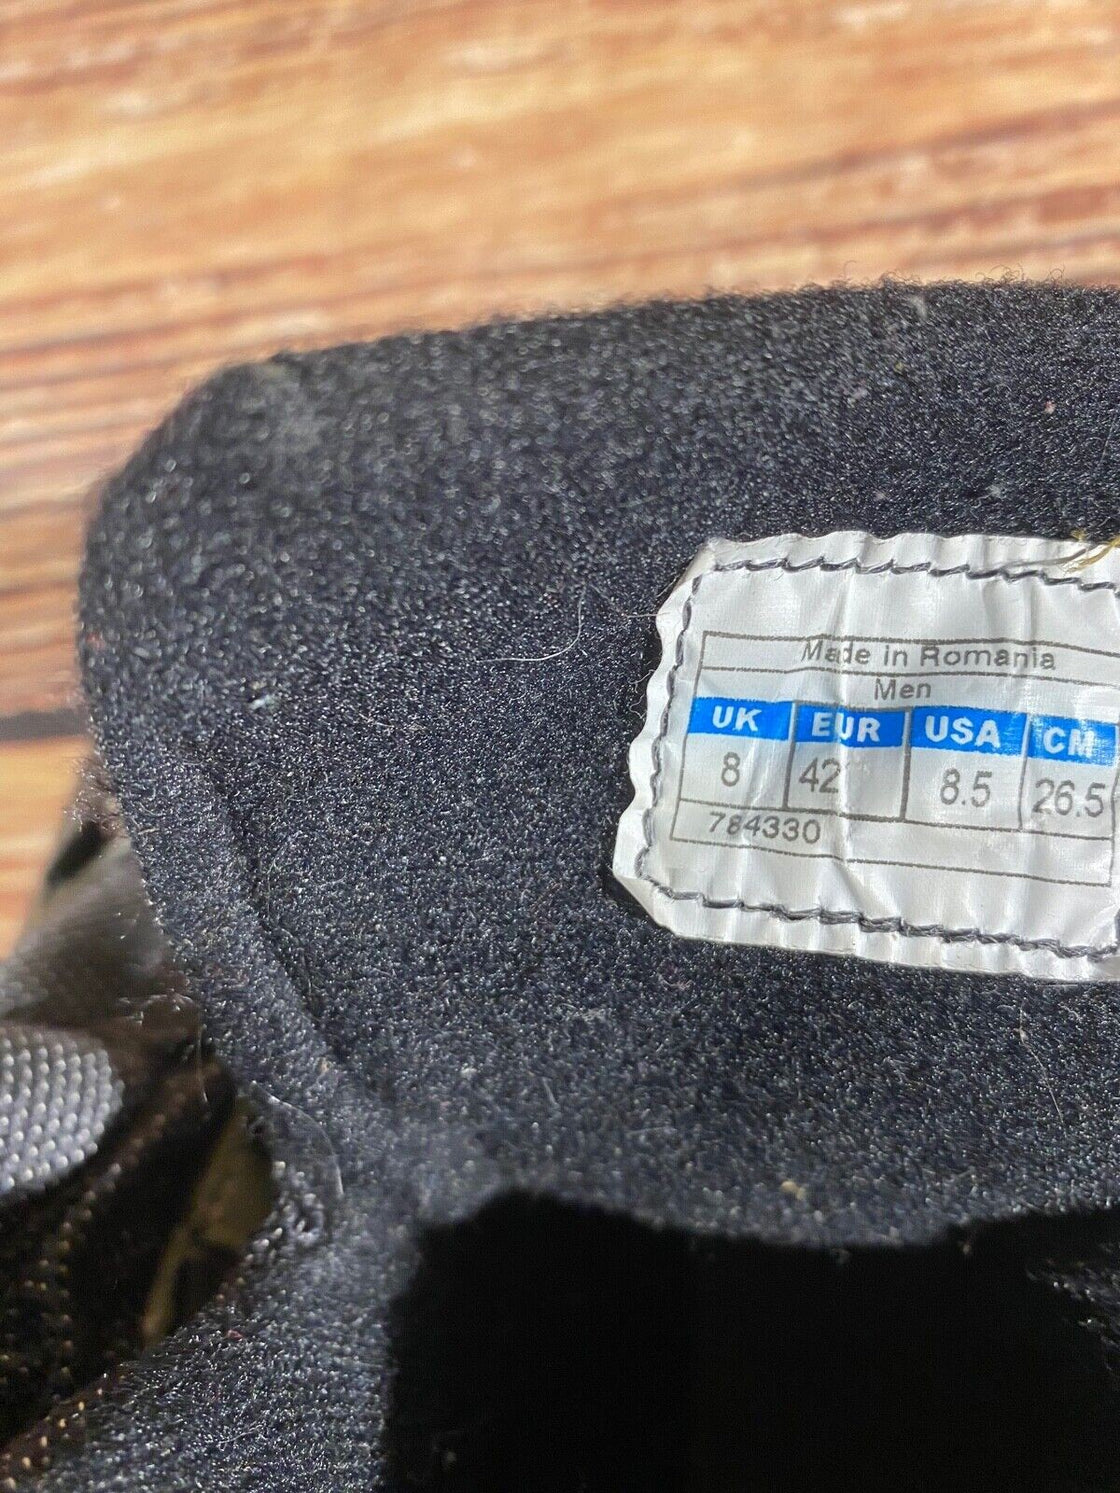 Made in Romania
Men
UK EUR USA CM
8 42 8.5 26.5
784330